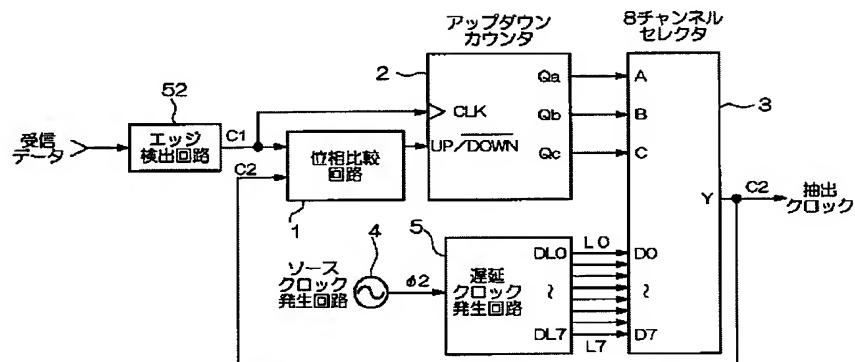 アップダウン
カウンタ
8チャンネル
セレクタ
2
52
受信
データ
エッジ
検出回路
C1
C2
位相比較
回路
1
CLK
UP/DOWN
Qa
Qb
Qc
A
B
C
3
Y
C2
抽出
クロック
4
ソース
クロック
発生回路
φ2
5
遅延
クロック
発生回路
DL0
~
DL7
L0
L7
D0
~
D7